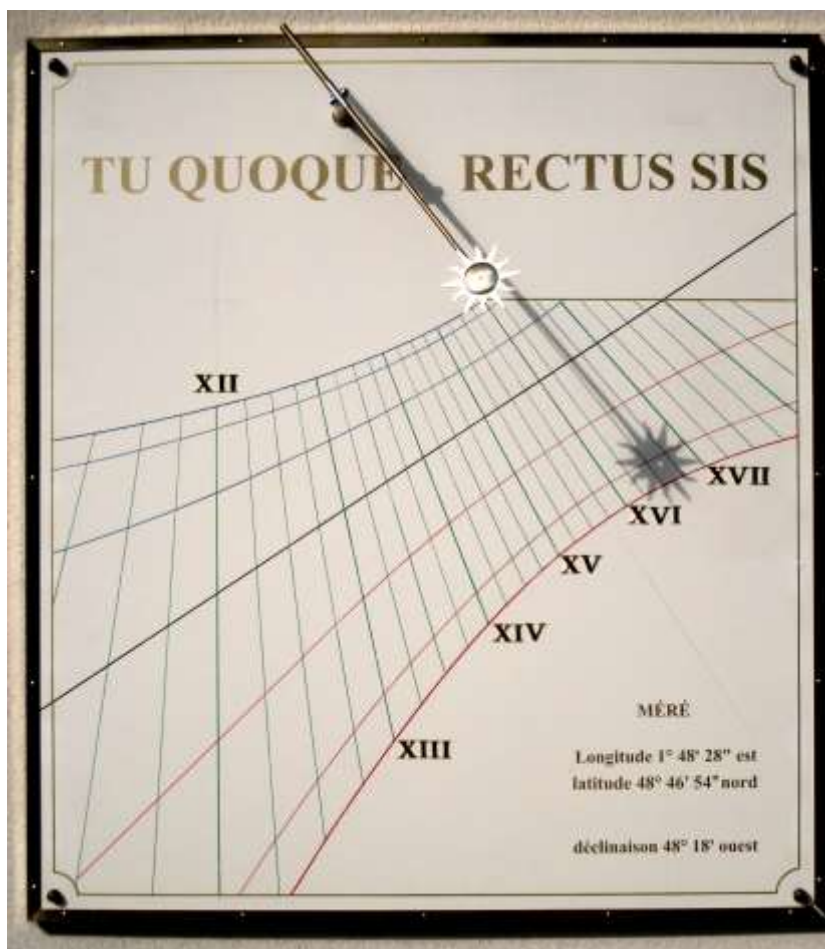 TU QUOQUE RECTUS SIS
XII
XVII
XVI
XV
XIV
XIII
MÉRÉ
Longitude 1° 48' 28" est
latitude 48° 46' 54" nord
déclinaison 48° 18' ouest